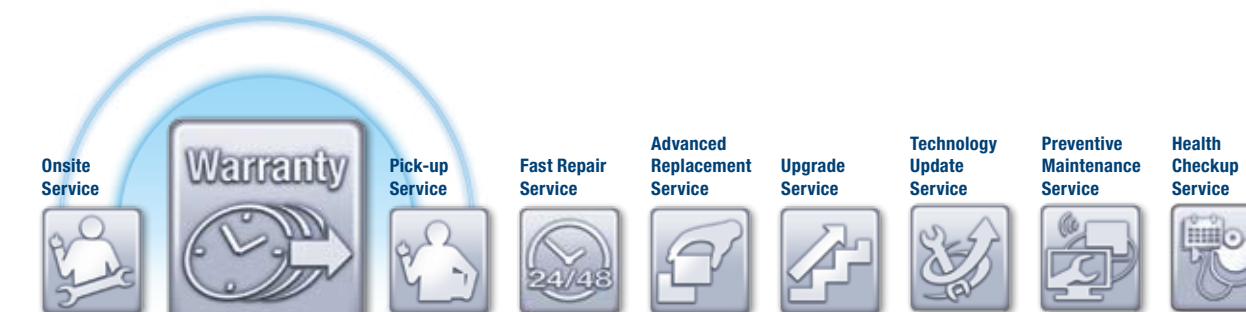 Onsite
Service
Warranty
Pick-up
Service
Fast Repair
Service
24/48
Advanced
Replacement
Service
Upgrade
Service
Technology
Update
Service
Preventive
Maintenance
Service
Health
Checkup
Service